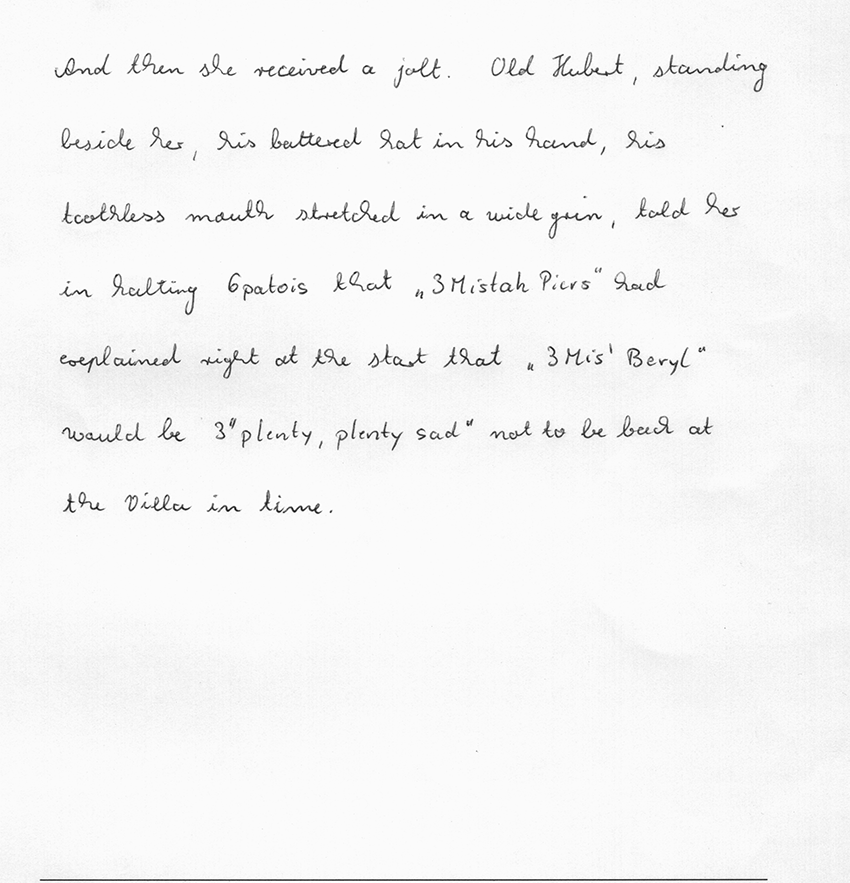 And then she received a jolt. Old Hubert, standing
beside her, his battered hat in his hand, his
toothless mouth stretched in a wide grin, told her
in halting 6patois that „3Mistah Piers" had
explained right at the start that „3Mis' Beryl"
would be 3"plenty, plenty sad" not to be back at
the Villa in time.